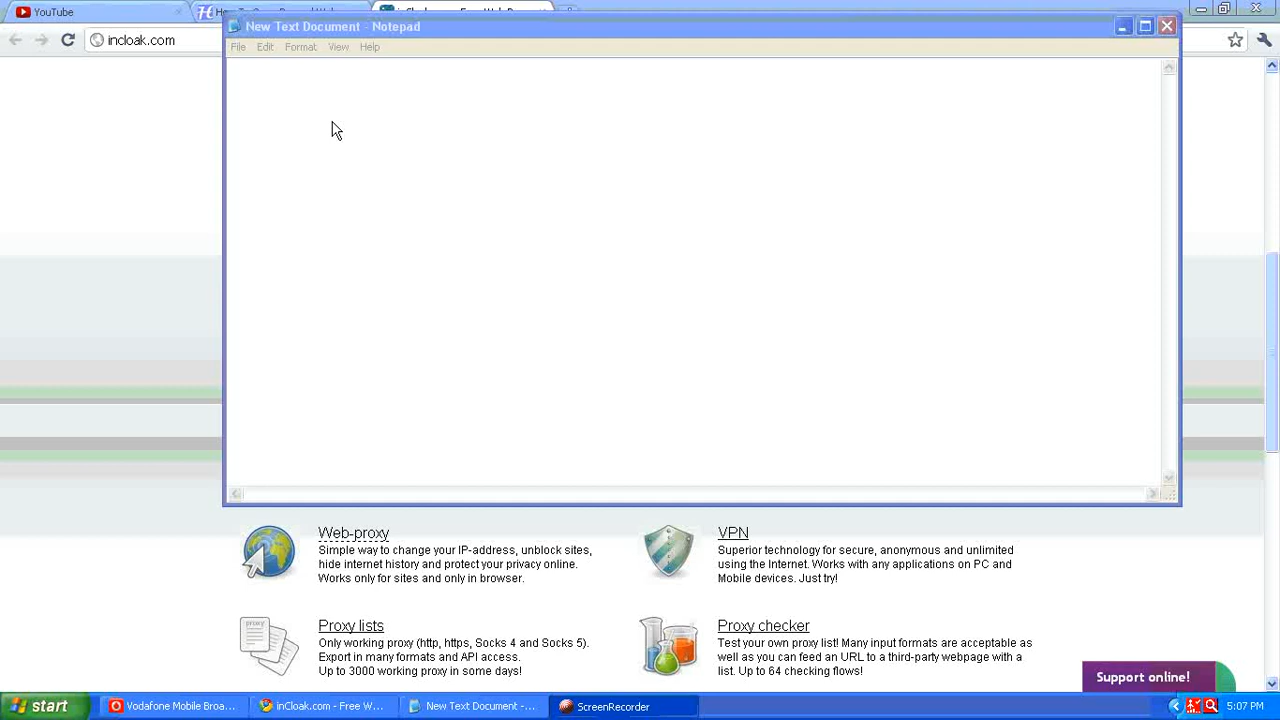 YouTube
New Text Document - Notepad
incloak.com
File Edit Format View Help
Web-proxy
Simple way to change your IP-address, unblock sites,
hide internet history and protect your privacy online.
Works only for sites and only in browser.
VPN
Superior technology for secure, anonymous and unlimited
using the Internet. Works with any applications on PC and
Mobile devices. Just try!
proxy
Proxy lists
Only working proxy (http, https, Socks 4 and Socks 5).
Export in many formats and API access.
Up to 3000 working proxy in some days!
Proxy checker
Test your own proxy list! Many input formats are acceptable
as well as you can feed an URL to a third-party webpage with a
list. Up to 64 checking flows!
Support online!
start
Vodafone Mobile Broa...
inCloak.com - Free W...
New Text Document -...
ScreenRecorder
5:07 PM